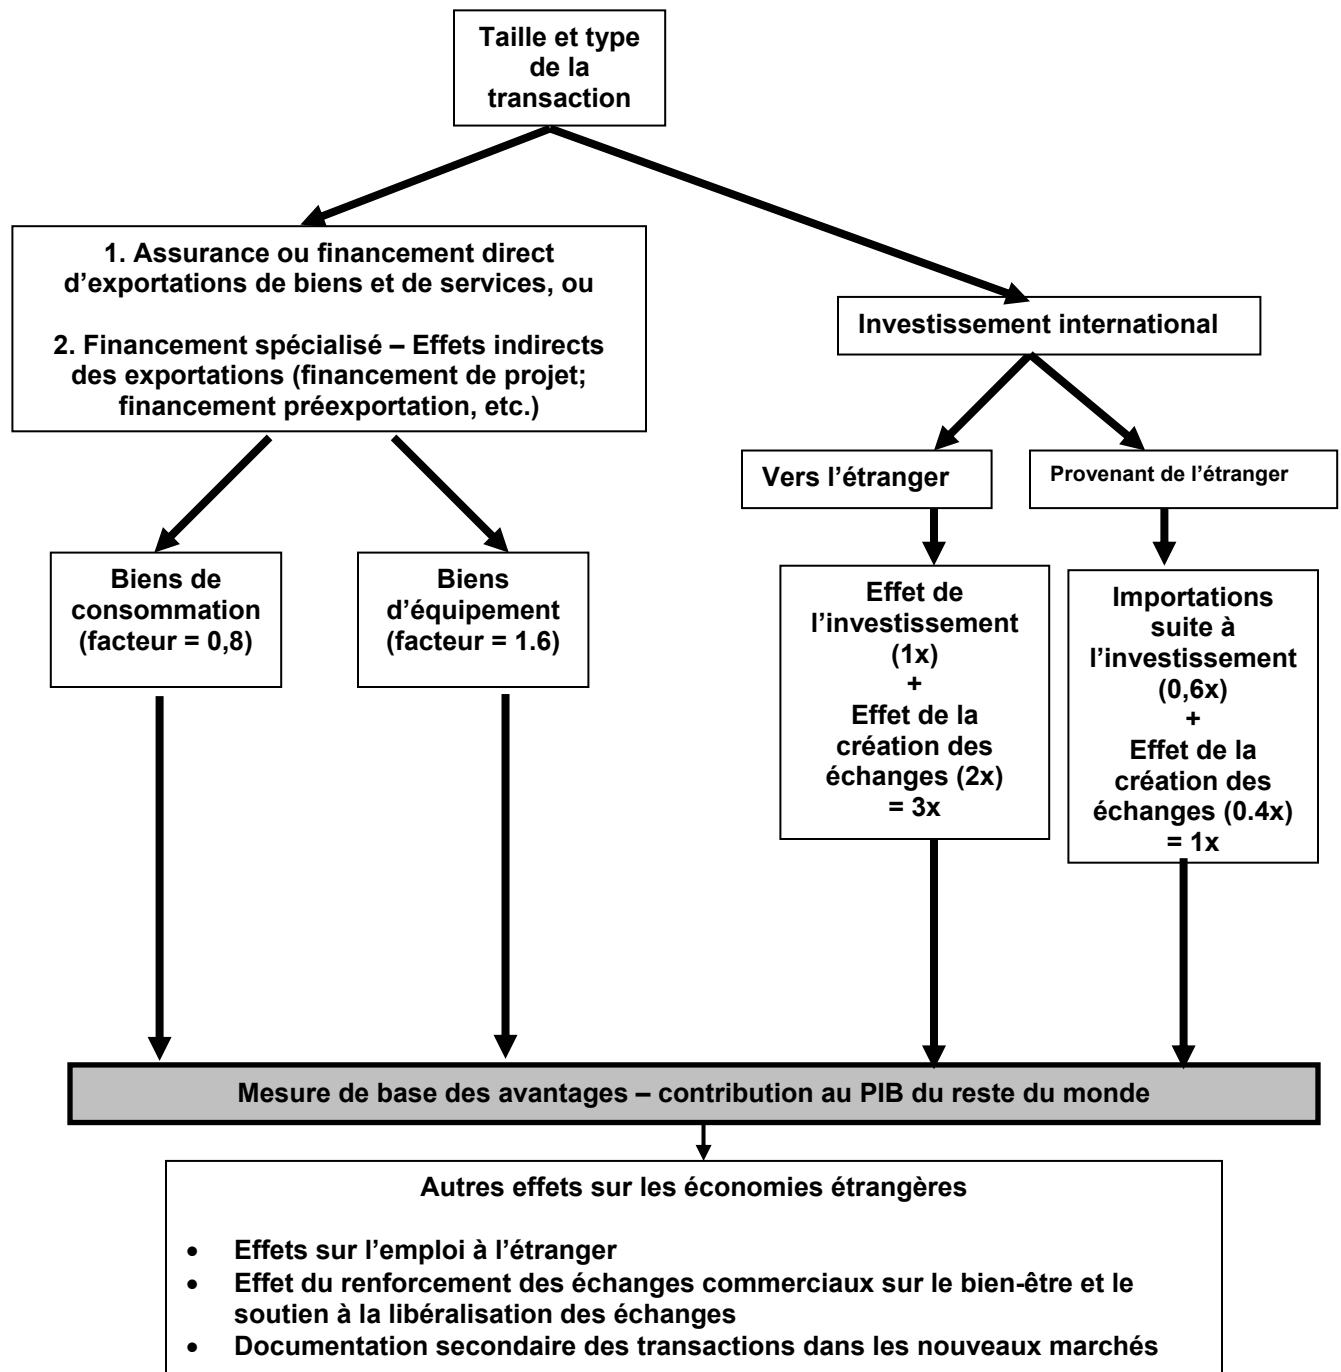 Taille et type
de la
transaction
1. Assurance ou financement direct
d’exportations de biens et de services, ou
2. Financement spécialisé – Effets indirects
des exportations (financement de projet;
financement préexportation, etc.)
Investissement international
Vers l’étranger
Provenant de l’étranger
Biens de
consommation
(facteur = 0,8)
Biens
d’équipement
(facteur = 1.6)
Effet de
l’investissement
(1x)
+
Effet de la
création des
échanges (2x)
= 3x
Importations
suite à
l’investissement
(0,6x)
+
Effet de la
création des
échanges (0.4x)
= 1x
Mesure de base des avantages – contribution au PIB du reste du monde
Autres effets sur les économies étrangères
• Effets sur l’emploi à l’étranger
• Effet du renforcement des échanges commerciaux sur le bien-être et le
soutien à la libéralisation des échanges
• Documentation secondaire des transactions dans les nouveaux marchés